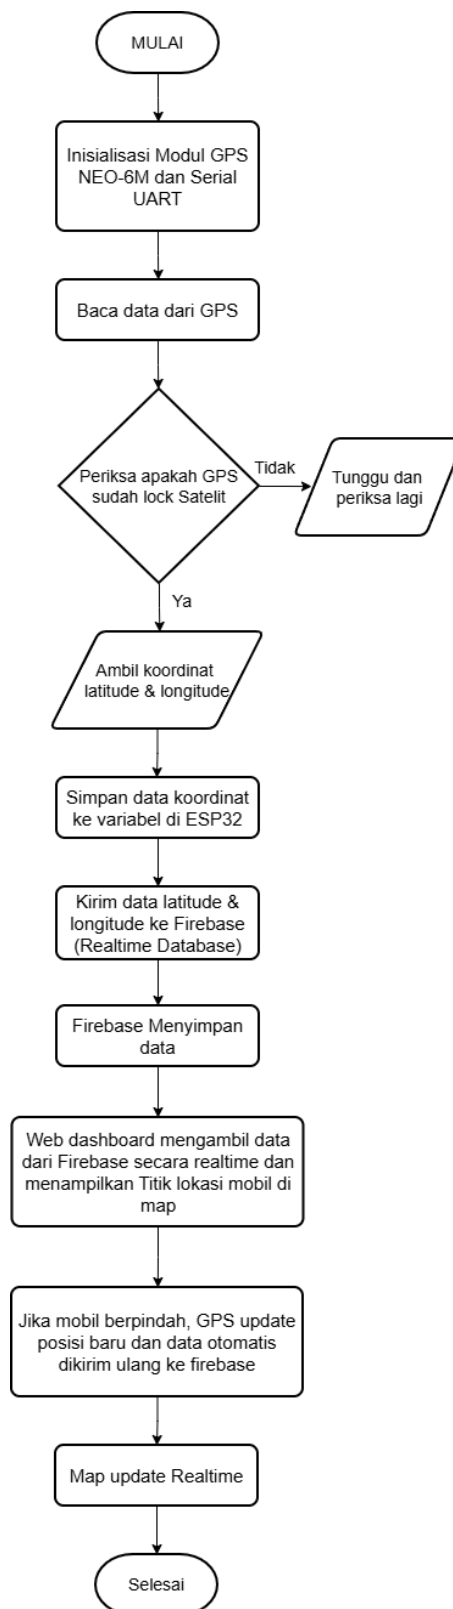 MULAI
Inisialisasi Modul GPS
NEO-6M dan Serial
UART
Baca data dari GPS
Periksa apakah GPS
sudah lock Satelit
Tidak
Tunggu dan
periksa lagi
Ya
Ambil koordinat
latitude & longitude
Simpan data koordinat
ke variabel di ESP32
Kirim data latitude &
longitude ke Firebase
(Realtime Database)
Firebase Menyimpan
data
Web dashboard mengambil data
dari Firebase secara realtime dan
menampilkan Titik lokasi mobil di
map
Jika mobil berpindah, GPS update
posisi baru dan data otomatis
dikirim ulang ke firebase
Map update Realtime
Selesai